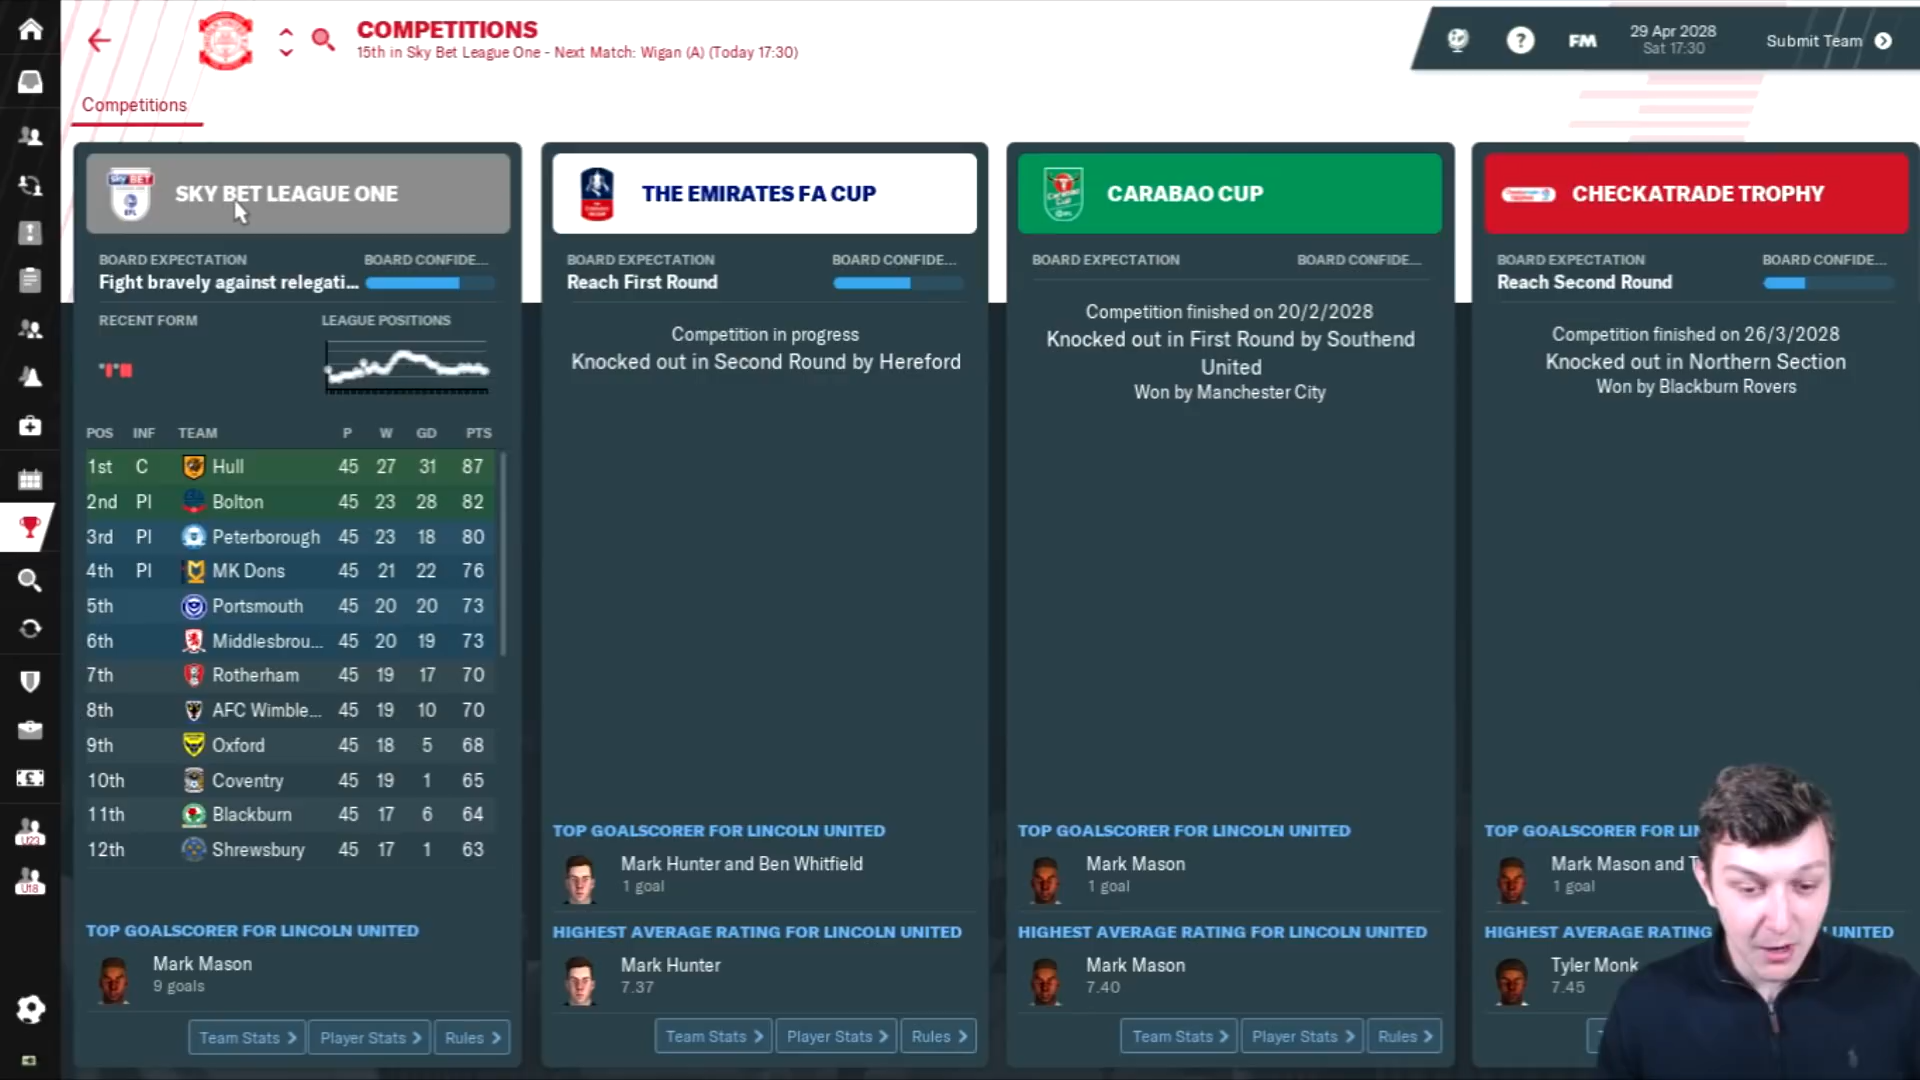 COMPETITIONS
15th in Sky Bet League One - Next Match: Wigan (A) (Today 17:30)
FM
29 Apr 2028
Sat 17:30
Submit Team
Competitions
SKY BET LEAGUE ONE
BOARD EXPECTATION BOARD CONFIDE...
Fight bravely against relegati...
RECENT FORM LEAGUE POSITIONS
POS INF TEAM P W GD PTS
1st C Hull 45 27 31 87
2nd Pl Bolton 45 23 28 82
3rd Pl Peterborough 45 23 18 80
4th Pl MK Dons 45 21 22 76
5th Portsmouth 45 20 20 73
6th Middlesbrou... 45 20 19 73
7th Rotherham 45 19 17 70
8th AFC Wimble... 45 19 10 70
9th Oxford 45 18 5 68
10th Coventry 45 19 1 65
11th Blackburn 45 17 6 64
12th Shrewsbury 45 17 1 63
TOP GOALSCORER FOR LINCOLN UNITED
Mark Mason
9 goals
Team Stats Player Stats Rules
THE EMIRATES FA CUP
BOARD EXPECTATION BOARD CONFIDE...
Reach First Round
Competition in progress
Knocked out in Second Round by Hereford
TOP GOALSCORER FOR LINCOLN UNITED
Mark Hunter and Ben Whitfield
1 goal
HIGHEST AVERAGE RATING FOR LINCOLN UNITED
Mark Hunter
7.37
Team Stats Player Stats Rules
CARABAO CUP
BOARD EXPECTATION BOARD CONFIDE...
Competition finished on 20/2/2028
Knocked out in First Round by Southend
United
Won by Manchester City
TOP GOALSCORER FOR LINCOLN UNITED
Mark Mason
1 goal
HIGHEST AVERAGE RATING FOR LINCOLN UNITED
Mark Mason
7.40
Team Stats Player Stats Rules
CHECKATRADE TROPHY
BOARD EXPECTATION BOARD CONFIDE...
Reach Second Round
Competition finished on 26/3/2028
Knocked out in Northern Section
Won by Blackburn Rovers
TOP GOALSCORER FOR
Mark Mason and
1 goal
HIGHEST AVERAGE RATING UNITED
Tyler Monk
7.45
U23
U18